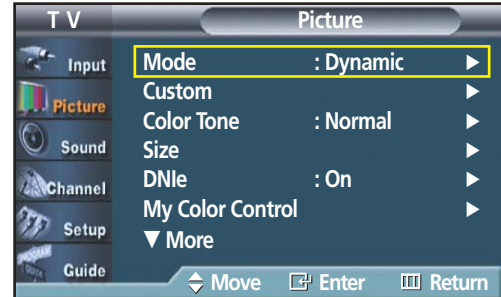 T V
Picture
Input
Picture
Sound
Channel
Setup
Guide
Mode : Dynamic ▶
Custom ▶
Color Tone : Normal ▶
Size ▶
DNIe : On ▶
My Color Control ▶
▼ More
Move Enter Return